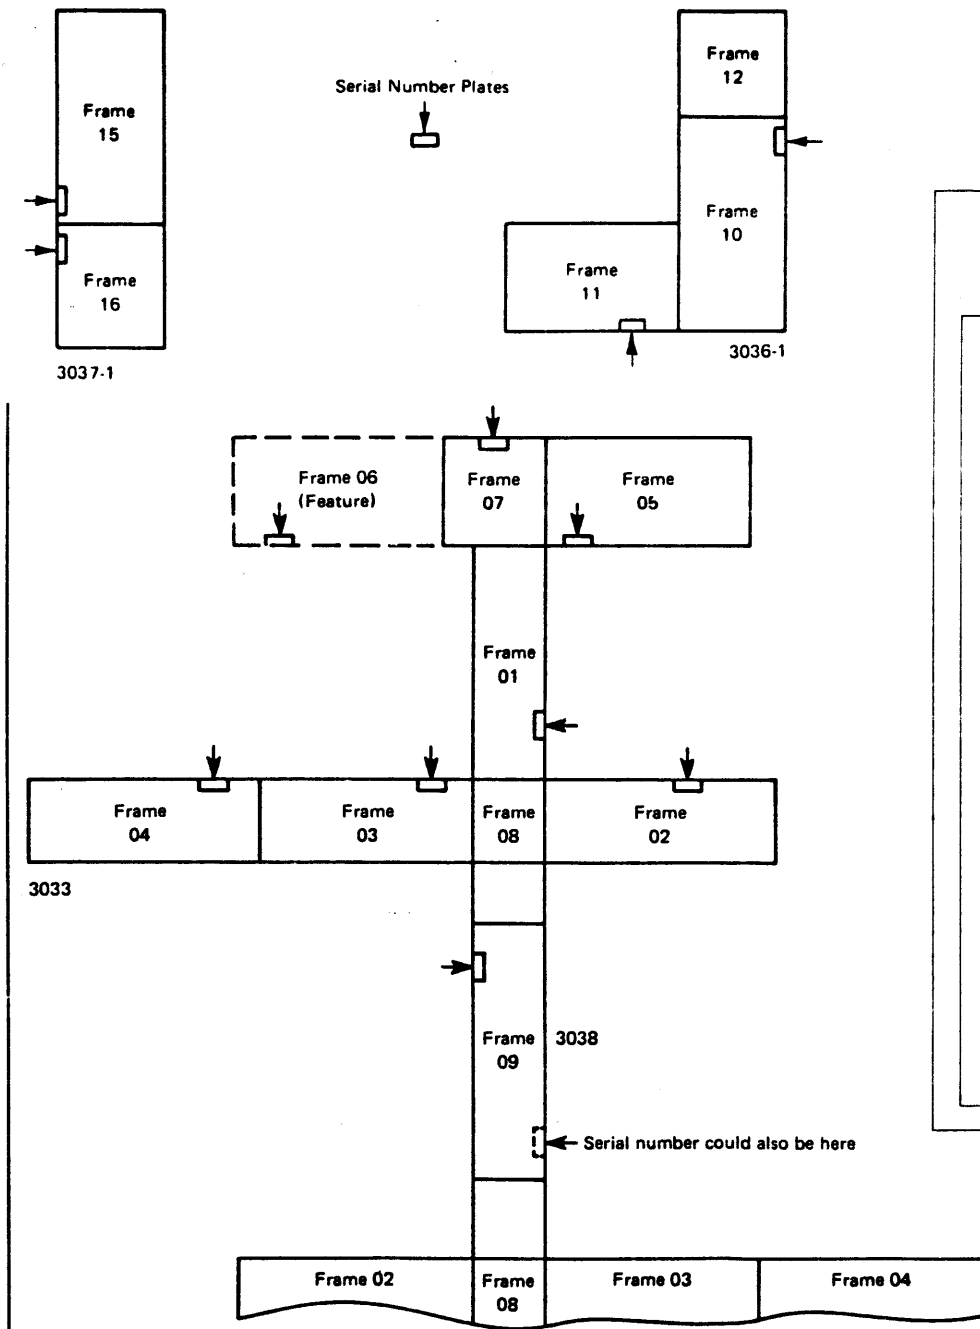 Frame
15
Frame
16
3037-1
Serial Number Plates
Frame
12
Frame
10
Frame
11
3036-1
Frame 06
(Feature)
Frame
07
Frame
05
Frame
01
Frame
04
Frame
03
Frame
08
Frame
02
3033
Frame
09
3038
Serial number could also be here
Frame 02
Frame
08
Frame 03
Frame 04